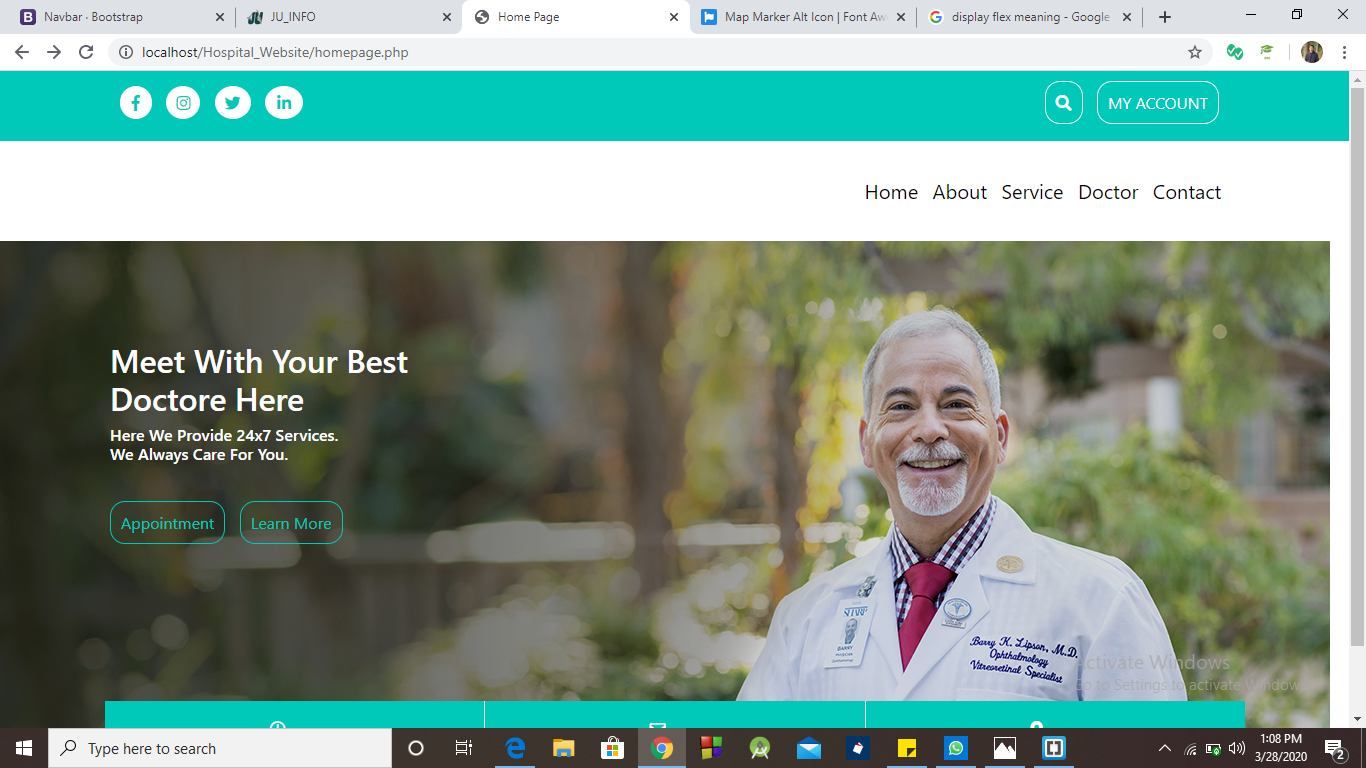 Navbar · Bootstrap
JU_INFO
Home Page
Map Marker Alt Icon | Font Aw
display flex meaning - Google
localhost/Hospital_Website/homepage.php
MY ACCOUNT
Home About Service Doctor Contact
Meet With Your Best
Doctore Here
Here We Provide 24x7 Services.
We Always Care For You.
Appointment Learn More
BARRY
Barry K. Lipson, M.D.
Ophthalmology
Vitreoretinal Specialist
Activate Windows
Go to Settings to activate Windows
Type here to search
1:08 PM
3/28/2020
2